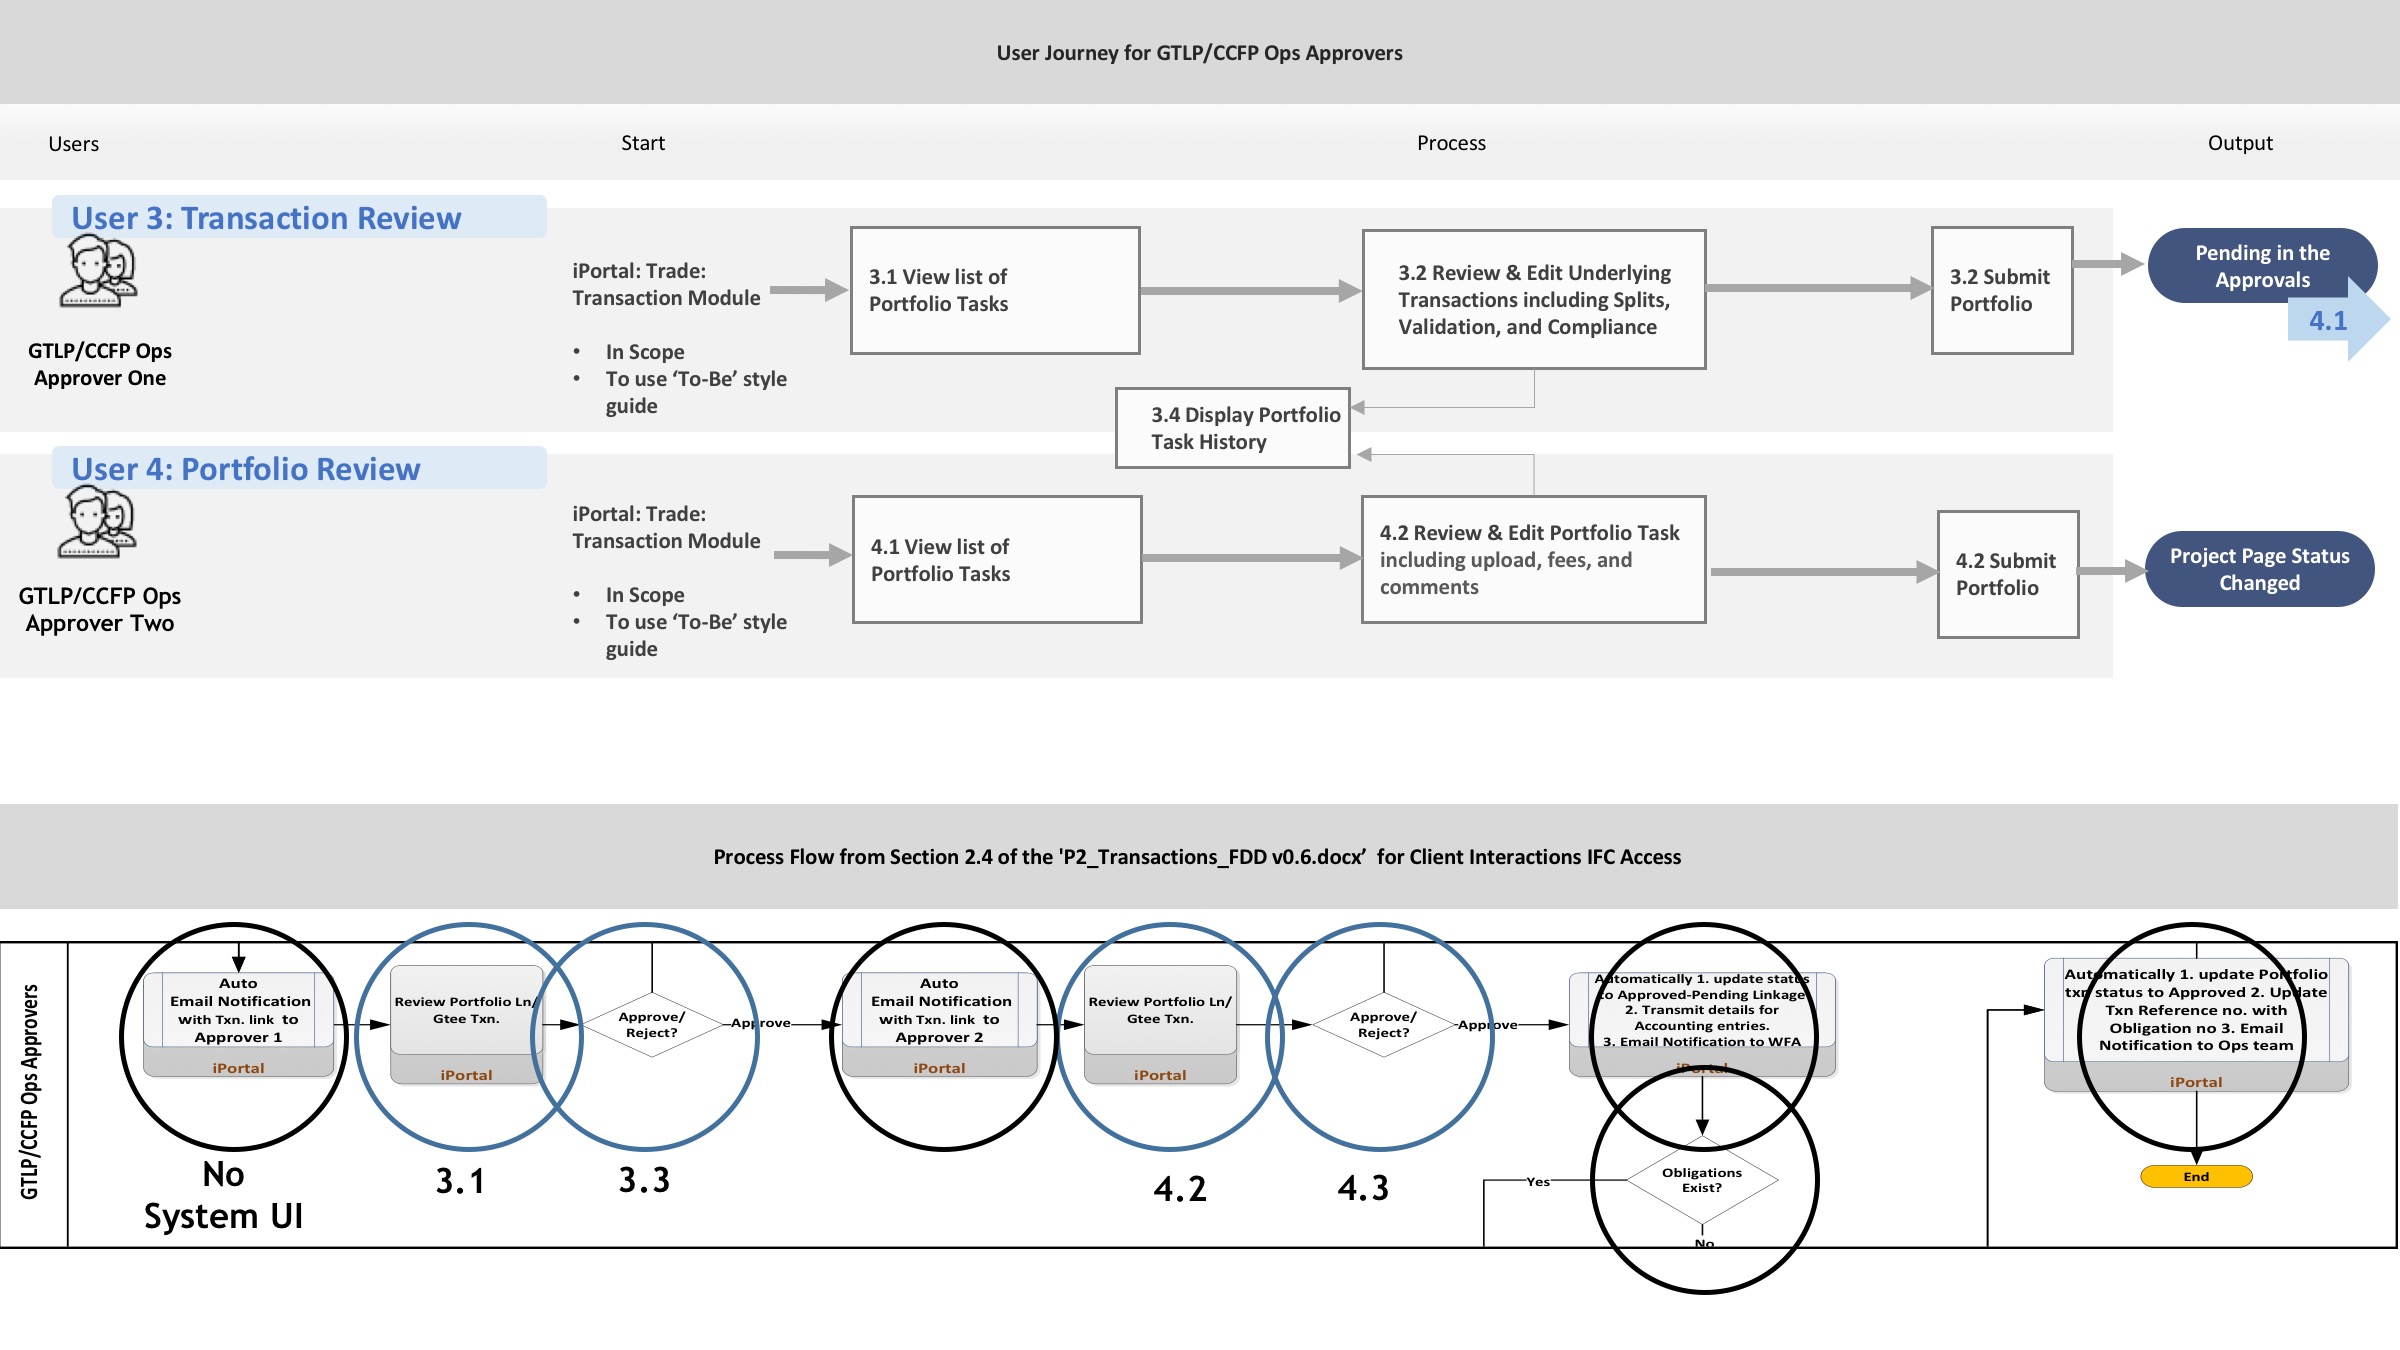 User Journey for GTLP/CCFP Ops Approvers
Users
Start
Process
Output
User 3: Transaction Review
GTLP/CCFP Ops
Approver One
iPortal: Trade:
Transaction Module
• In Scope
• To use ‘To-Be’ style
guide
3.1 View list of
Portfolio Tasks
3.2 Review & Edit Underlying
Transactions including Splits,
Validation, and Compliance
3.2 Submit
Portfolio
Pending in the
Approvals
4.1
3.4 Display Portfolio
Task History
User 4: Portfolio Review
GTLP/CCFP Ops
Approver Two
iPortal: Trade:
Transaction Module
• In Scope
• To use ‘To-Be’ style
guide
4.1 View list of
Portfolio Tasks
4.2 Review & Edit Portfolio Task
including upload, fees, and
comments
4.2 Submit
Portfolio
Project Page Status
Changed
Process Flow from Section 2.4 of the 'P2_Transactions_FDD v0.6.docx’ for Client Interactions IFC Access
GTLP/CCFP Ops Approvers
Auto
Email Notification
with Txn. link to
Approver 1
iPortal
No
System UI
Review Portfolio Ln/
Gtee Txn.
iPortal
3.1
Approve/
Reject?
3.3
Approve
Auto
Email Notification
with Txn. link to
Approver 2
iPortal
Review Portfolio Ln/
Gtee Txn.
iPortal
4.2
Approve/
Reject?
4.3
Approve
Automatically 1. update status
to Approved-Pending Linkage
2. Transmit details for
Accounting entries.
3. Email Notification to WFA
iPortal
Obligations
Exist?
Yes
No
Automatically 1. update Portfolio
txn status to Approved 2. Update
Txn Reference no. with
Obligation no 3. Email
Notification to Ops team
iPortal
End